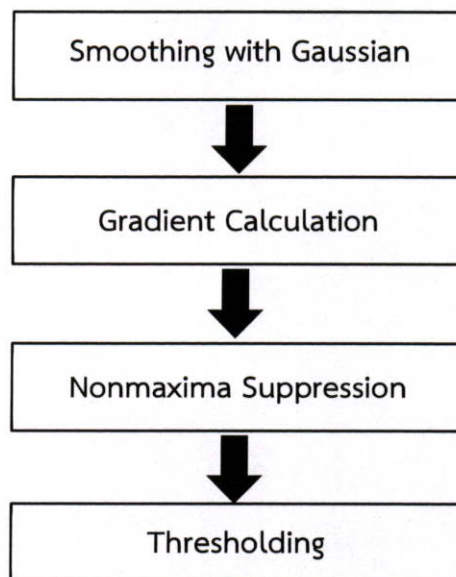 Smoothing with Gaussian
Gradient Calculation
Nonmaxima Suppression
Thresholding